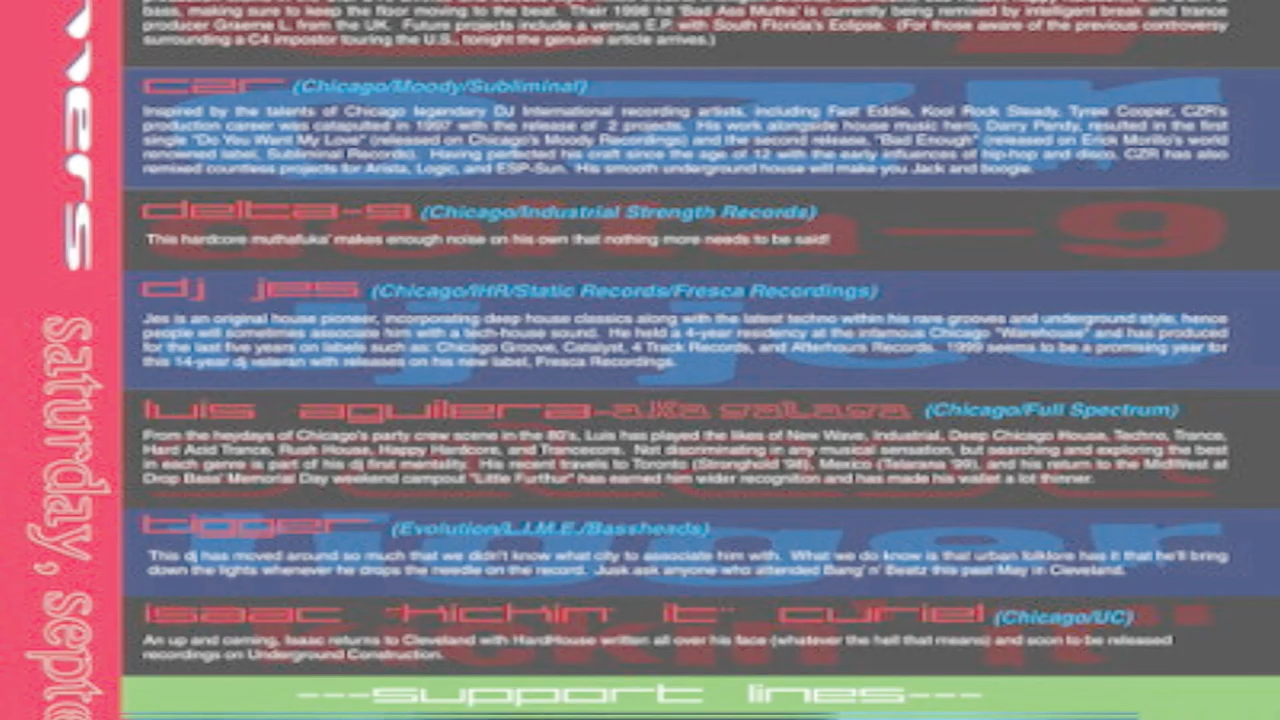 bass, making sure to keep the floor moving to the beat. Their 1998 hit "Bad Ass Mutha" is currently being remixed by intelligent break and trance
producer Graeme L. from the UK. Future projects include a versus E.P. with South Florida's Eclipse. (For those aware of the previous controversy
surrounding a C4 impostor touring the U.S., tonight the genuine article arrives.)
czr (Chicago/Moody/Subliminal)
Inspired by the talents of Chicago legendary DJ International recording artists, including Fast Eddie, Kool Rock Steady, Tyree Cooper, CZR's
production career was catapulted in 1997 on the release of 2 projects. His work alongside house music hero, Darry Pandy, resulted in the first
single "Do You Want My Love" (released on Chicago's Moody Recordings) and the second release, "Bad Enough" (released on Erick Morillo's world
renowned label, Subliminal Records). Having perfected his craft since the age of 12 with the early influences of hip-hop and disco, CZR has also
remixed countless projects for Arista, Logic, and ESP-Sun. His smooth underground house will make you Jack and boogie.
delta-9 (Chicago/Industrial Strength Records)
This hardcore muthafuka' makes enough noise on his own that nothing more needs to be said!
dj jes (Chicago/IHR/Static Records/Fresca Recordings)
Jes is an original house pioneer, incorporating deep house classics along with the latest techno within his rare grooves and underground style, hence
people will sometimes associate him with a tech-house sound. He held a 4-year residency at the infamous Chicago "Warehouse" and has produced
for the last five years on labels such as: Chicago Groove, Catalyst, 4 Track Records, and Afterhours Records. 1999 seems to be a promising year for
this 14-year dj veteran with releases on his new label, Fresca Recordings.
luis aguilera-aka (Chicago/Full Spectrum)
From the heydays of Chicago's party crew scene in the 80's, Luis has played the likes of New Wave, Industrial, Deep Chicago House, Techno, Trance,
Hard Acid Trance, Rush House, Happy Hardcore, and Trancecore. Not discriminating in any musical sensation, but searching and exploring the best
in each genre is part of his dj first mentality. His recent travels to Toronto (Stronghold '98), Mexico '99), and his return to the MidWest at
Drop Bass' Memorial Day weekend campout "Little Furthur" has earned him wider recognition and has made his wallet a lot thinner.
tigger (Evolution/L.I.M.E./Bassheads)
This dj has moved around so much that we didn't know what city to associate him with. What we do know is that urban folklore has it that he'll bring
down the lights whenever he drops the needle on the record. Jusk ask anyone who attended Bang' n' Beatz this past May in Cleveland.
isaac "kickin it" curiel (Chicago/UC)
An up and coming, Isaac returns to Cleveland with HardHouse written all over his face (whatever the hell that means) and soon to be released
recordings on Underground Construction.
---support lines---
saturday,